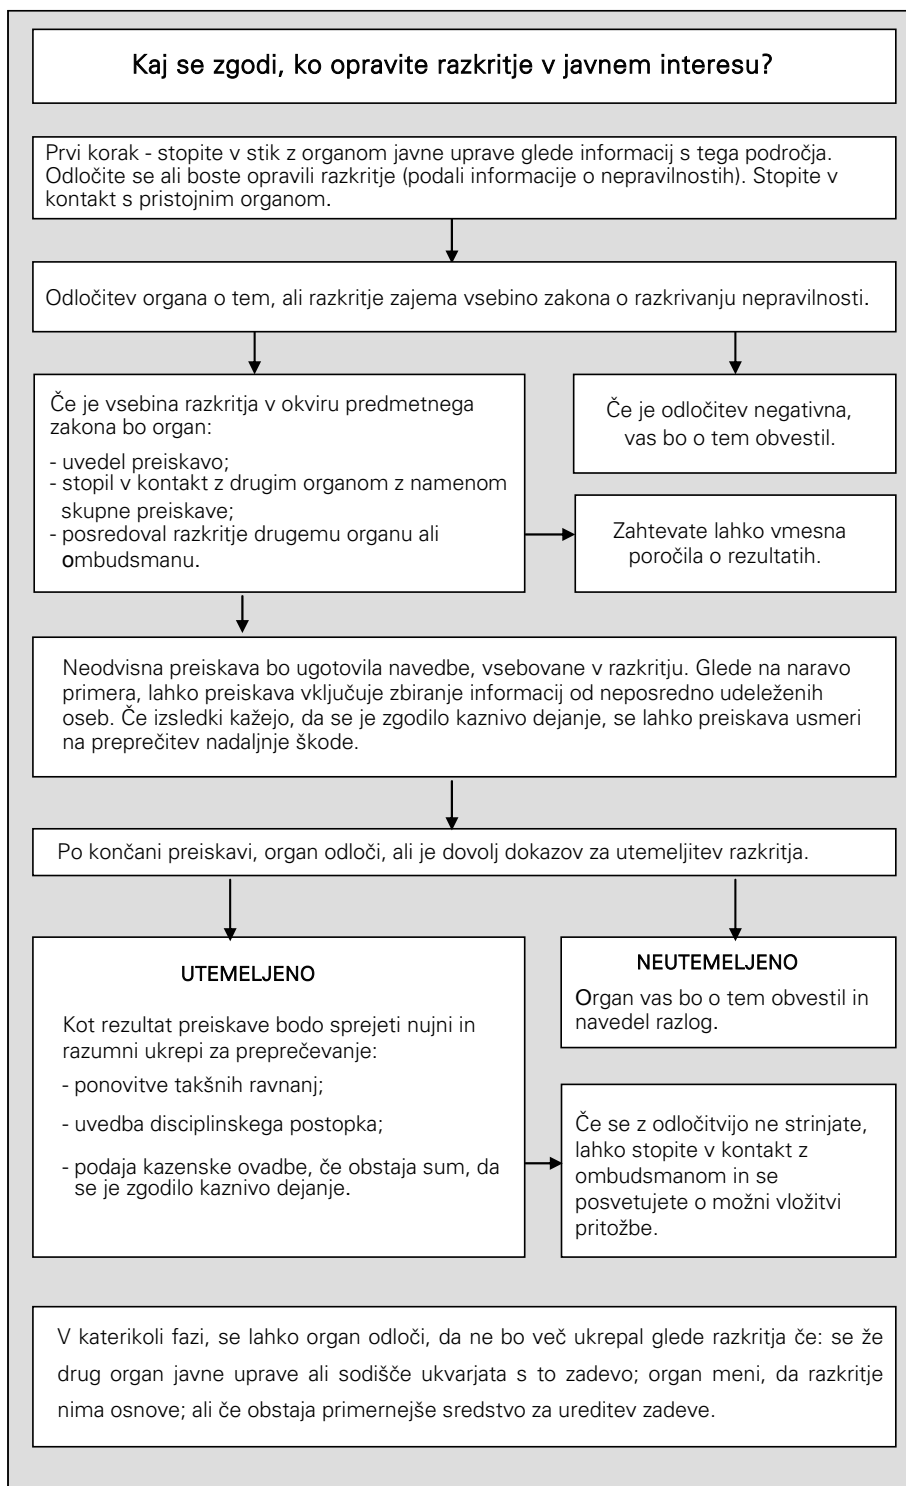 Kaj se zgodi, ko opravite razkritje v javnem interesu?
Prvi korak - stopite v stik z organom javne uprave glede informacij s tega področja.
Odločite se ali boste opravili razkritje (podali informacije o nepravilnostih). Stopite v
kontakt s pristojnim organom.
Odločitev organa o tem, ali razkritje zajema vsebino zakona o razkrivanju nepravilnosti.
Če je vsebina razkritja v okviru predmetnega
zakona bo organ:
- uvedel preiskavo;
- stopil v kontakt z drugim organom z namenom
skupne preiskave;
- posredoval razkritje drugemu organu ali
ombudsmanu.
Če je odločitev negativna,
vas bo o tem obvestil.
Zahtevate lahko vmesna
poročila o rezultatih.
Neodvisna preiskava bo ugotovila navedbe, vsebovane v razkritju. Glede na naravo
primera, lahko preiskava vključuje zbiranje informacij od neposredno udeleženih
oseb. Če izsledki kažejo, da se je zgodilo kaznivo dejanje, se lahko preiskava usmeri
na preprečitev nadaljnje škode.
Po končani preiskavi, organ odloči, ali je dovolj dokazov za utemeljitev razkritja.
UTEMELJENO
Kot rezultat preiskave bodo sprejeti nujni in
razumni ukrepi za preprečevanje:
- ponovitve takšnih ravnanj;
- uvedba disciplinskega postopka;
- podaja kazenske ovadbe, če obstaja sum, da
se je zgodilo kaznivo dejanje.
NEUTEMELJENO
Organ vas bo o tem obvestil in
navedel razlog.
Če se z odločitvijo ne strinjate,
lahko stopite v kontakt z
ombudsmanom in se
posvetujete o možni vložitvi
pritožbe.
V katerikoli fazi, se lahko organ odloči, da ne bo več ukrepal glede razkritja če: se že
drug organ javne uprave ali sodišče ukvarjata s to zadevo; organ meni, da razkritje
nima osnove; ali če obstaja primernejše sredstvo za ureditev zadeve.